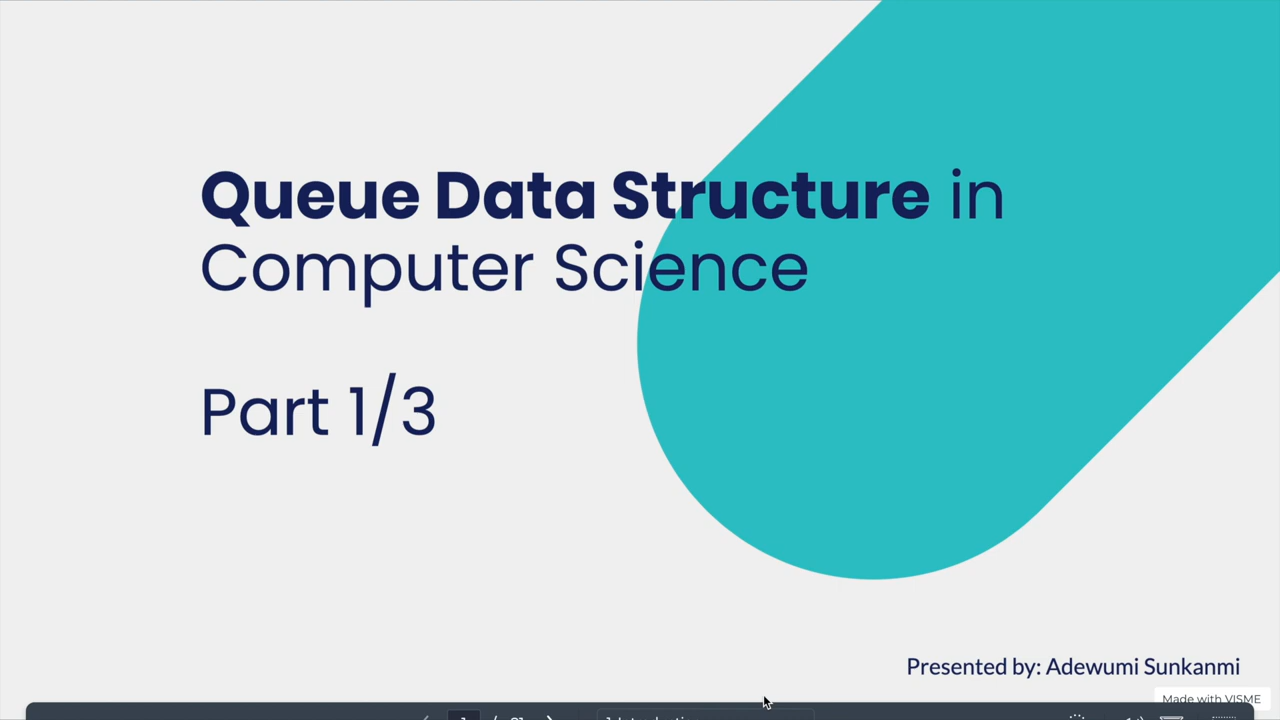 Queue Data Structure in
Computer Science
Part 1/3
Presented by: Adewumi Sunkanmi
Made with VISME